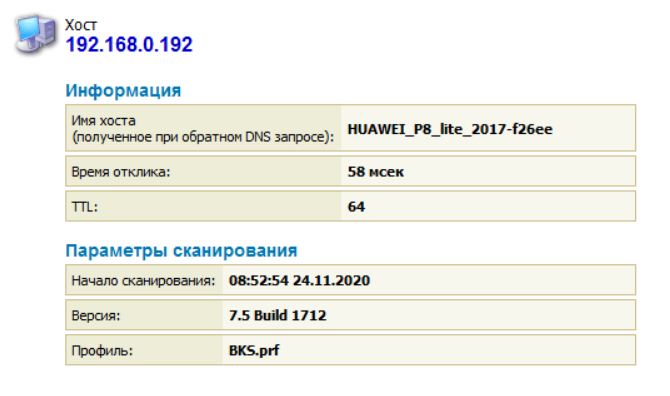 Хост
192.168.0.192
Информация
Имя хоста
(полученное при обратном DNS запросе): HUAWEI_P8_lite_2017-f26ee
Время отклика: 58 мсек
TTL: 64
Параметры сканирования
Начало сканирования: 08:52:54 24.11.2020
Версия: 7.5 Build 1712
Профиль: BKS.prf